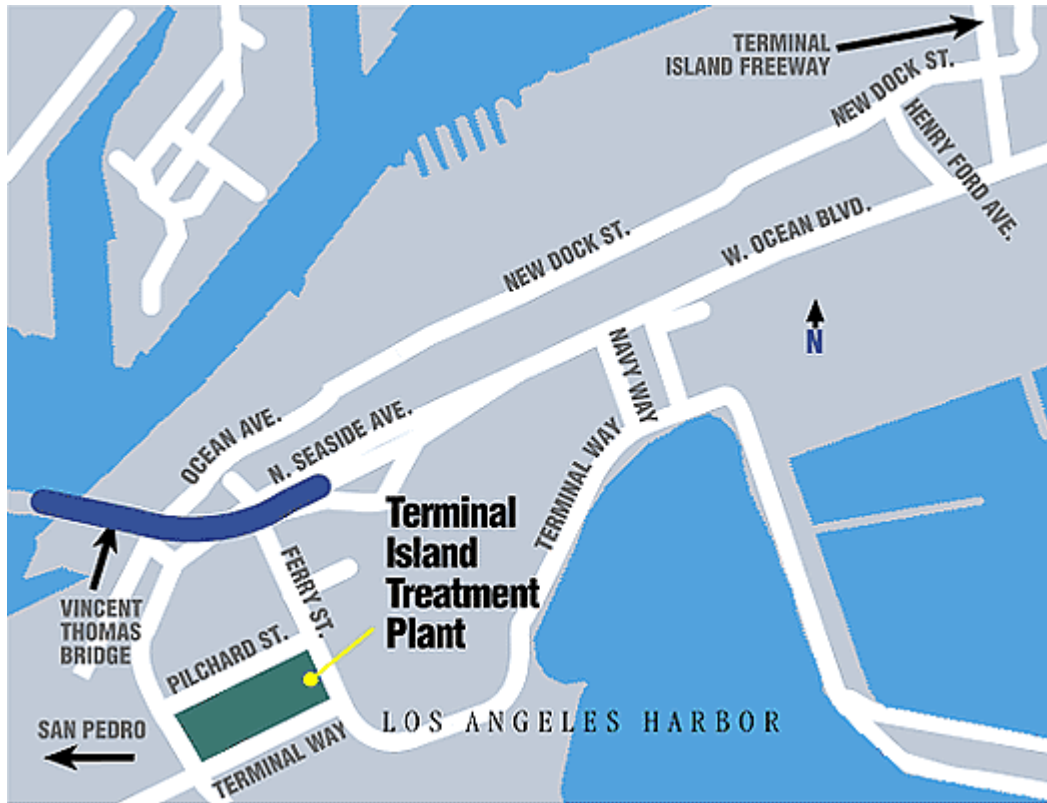 TERMINAL
ISLAND FREEWAY
NEW DOCK ST.
HENRY FORD AVE.
W. OCEAN BLVD.
NEW DOCK ST.
N
NAVY WAY
OCEAN AVE.
N. SEASIDE AVE.
TERMINAL WAY
Terminal
Island
Treatment
Plant
FERRY ST.
VINCENT
THOMAS
BRIDGE
PILCHARD ST.
SAN PEDRO
LOS ANGELES HARBOR
TERMINAL WAY